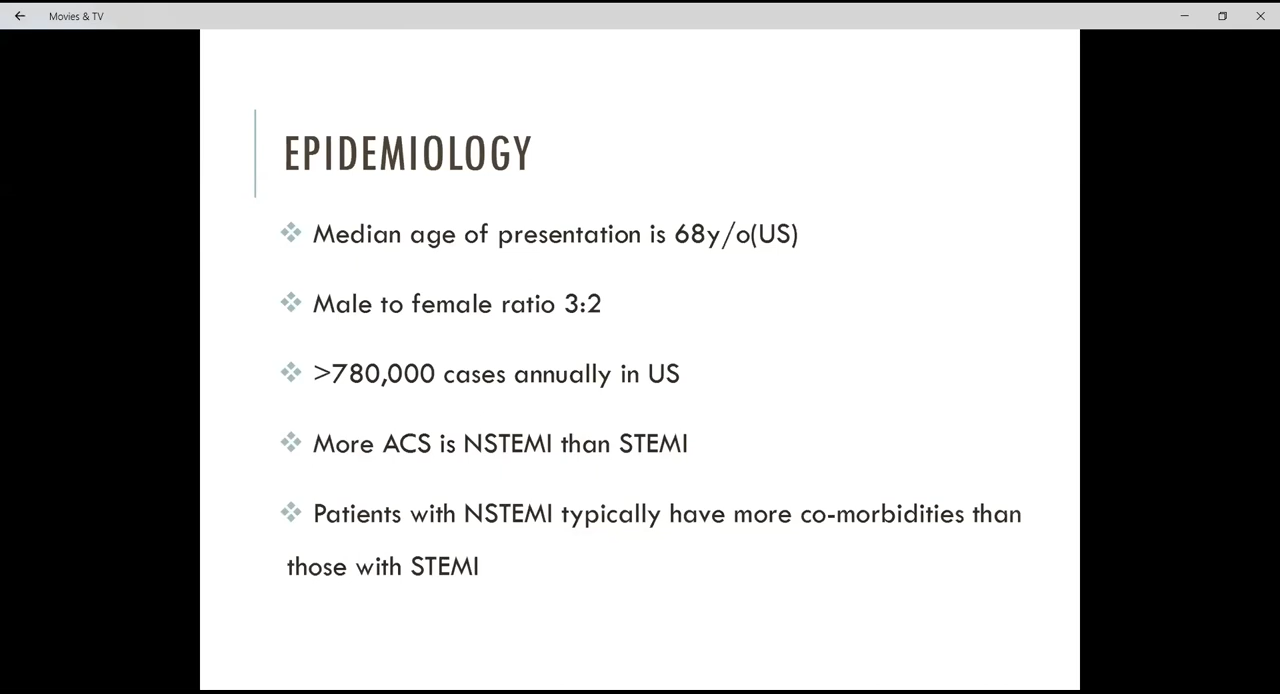 Movies & TV
EPIDEMIOLOGY
Median age of presentation is 68y/o(US)
Male to female ratio 3:2
>780,000 cases annually in US
More ACS is NSTEMI than STEMI
Patients with NSTEMI typically have more co-morbidities than
those with STEMI